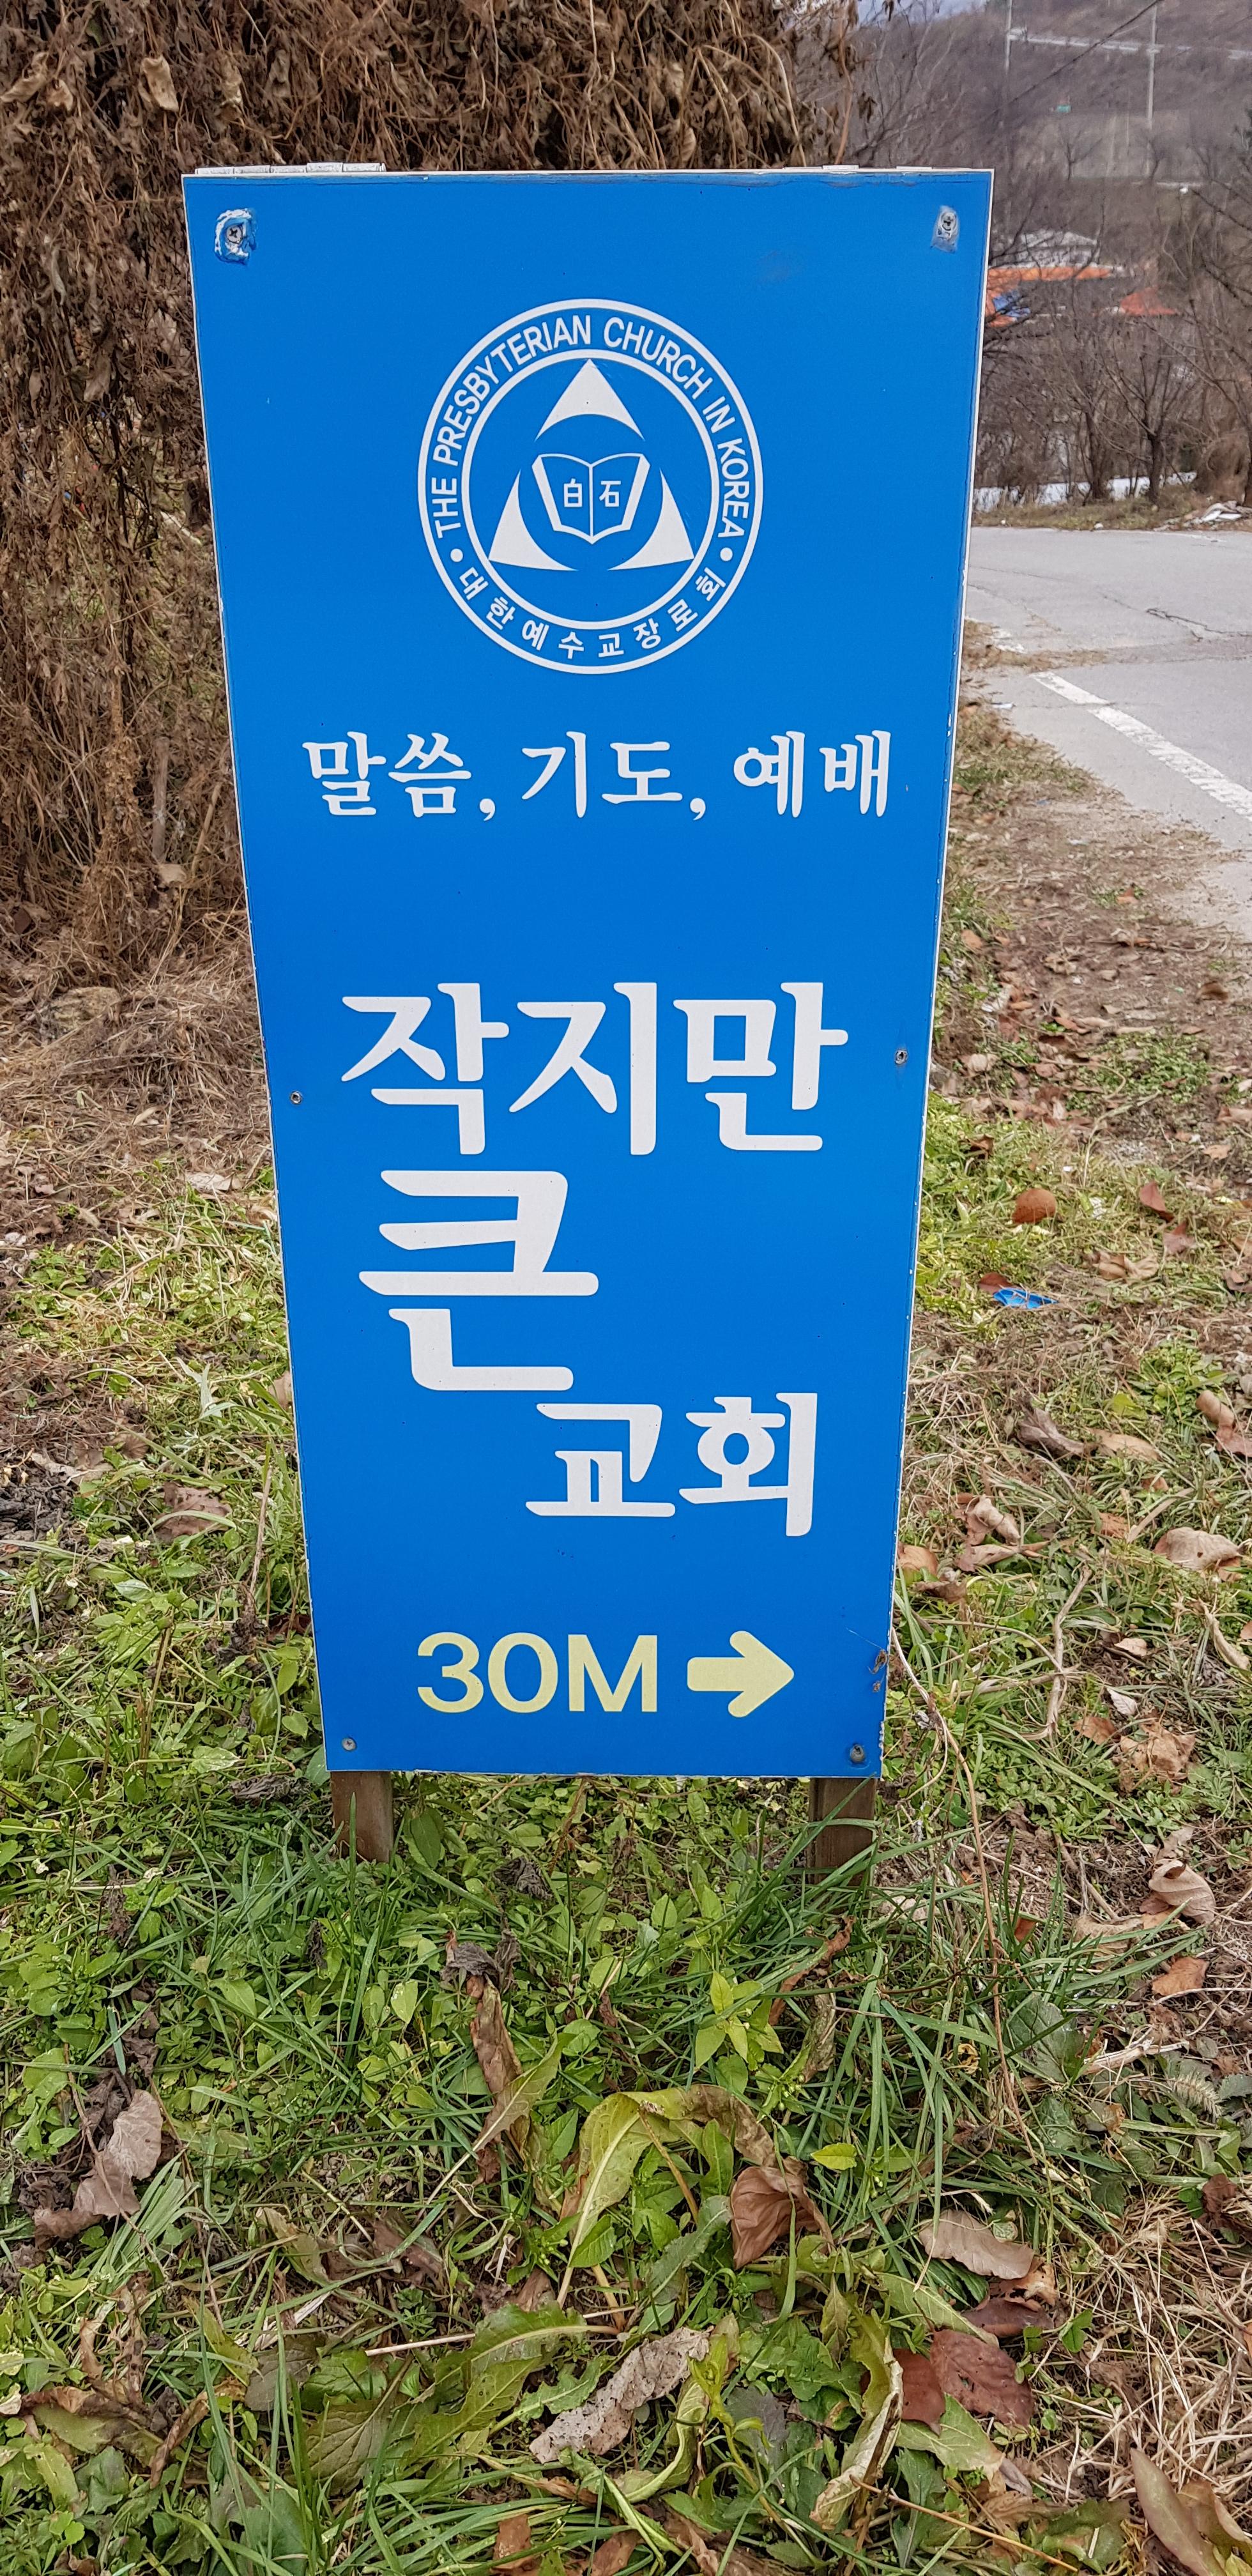 THE PRESBYTERIAN CHURCH IN KOREA
白石
대한예수교장로회
말씀, 기도, 예배
작지만
큰
교회
30M →